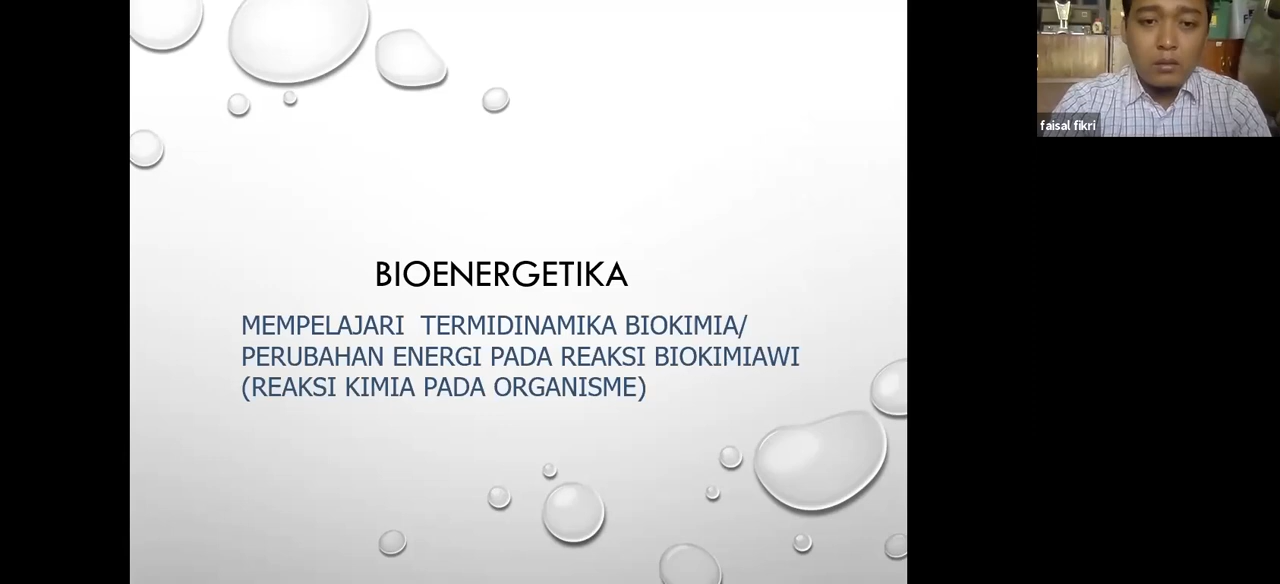 BIOENERGETIKA
MEMPELAJARI TERMIDINAMIKA BIOKIMIA/
PERUBAHAN ENERGI PADA REAKSI BIOKIMIAWI
(REAKSI KIMIA PADA ORGANISME)
faisal fikri